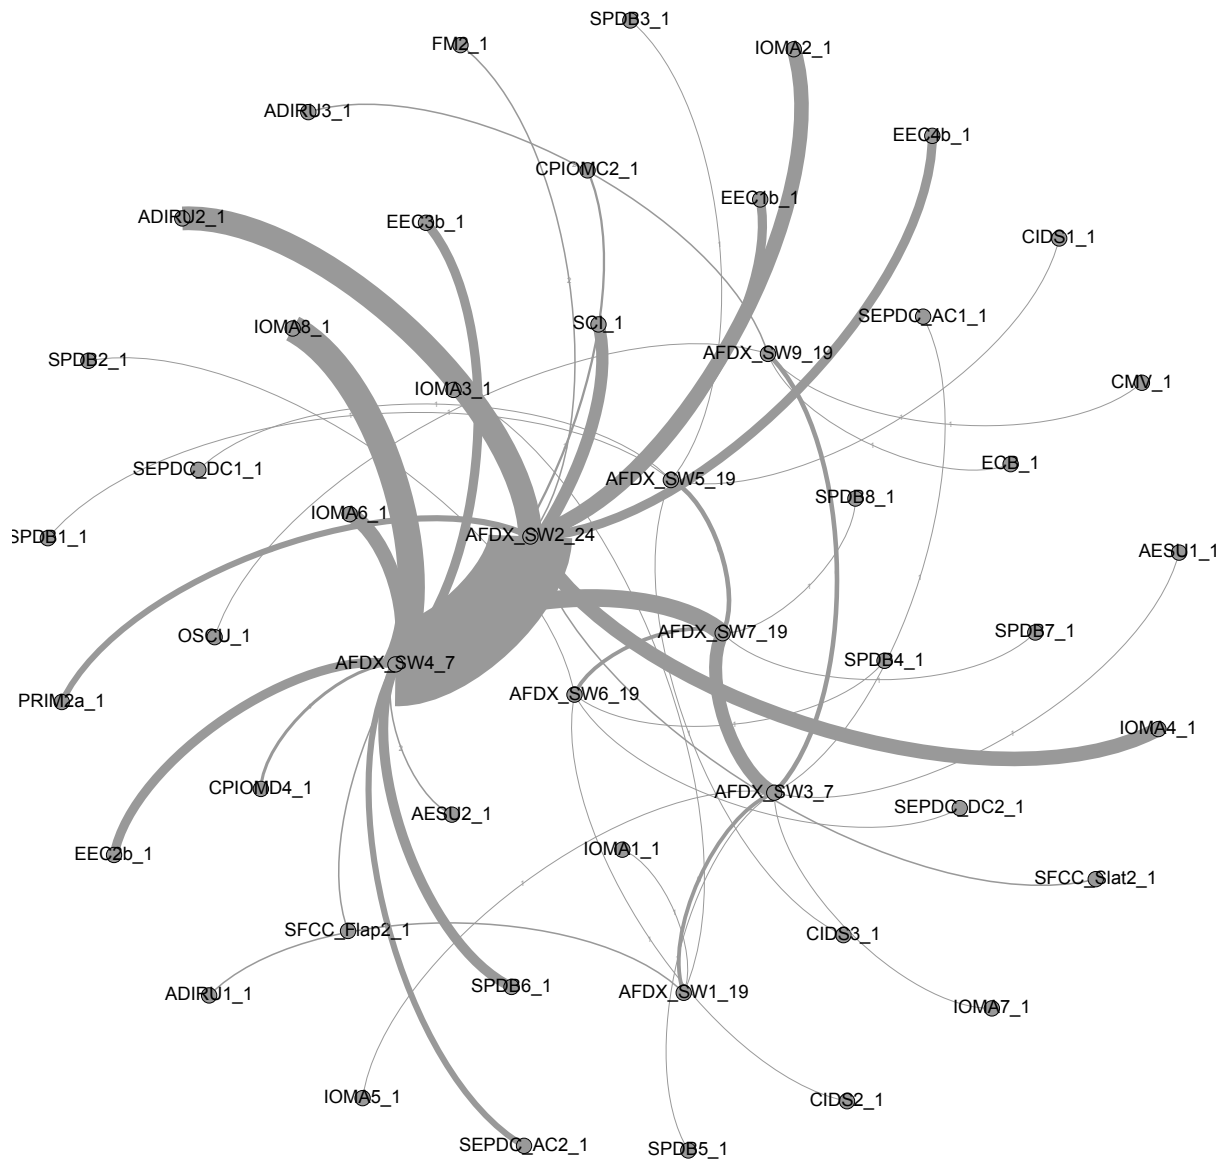 SPDB3_1
FM2_1
IOMA2_1
ADIRU3_1
EEC4b_1
CPIOMC2_1
EEC1b_1
ADIRU2_1
EEC3b_1
CIDS1_1
SEPDC_AC1_1
IOMA8_1
SCI_1
AFDX_SW9_19
SPDB2_1
IOMA3_1
CMV_1
SEPDC_DC1_1
ECB_1
AFDX_SW5_19
SPDB8_1
IOMA6_1
SPDB1_1
AFDX_SW2_24
AESU1_1
OSCU_1
AFDX_SW7_19
SPDB7_1
AFDX_SW4_7
SPDB4_1
AFDX_SW6_19
PRIM2a_1
IOMA4_1
CPIOMD4_1
AFDX_SW3_7
SEPDC_DC2_1
AESU2_1
EEC2b_1
IOMA1_1
SFCC_Slat2_1
SFCC_Flap2_1
CIDS3_1
ADIRU1_1
SPDB6_1
AFDX_SW1_19
IOMA7_1
IOMA5_1
CIDS2_1
SEPDC_AC2_1
SPDB5_1